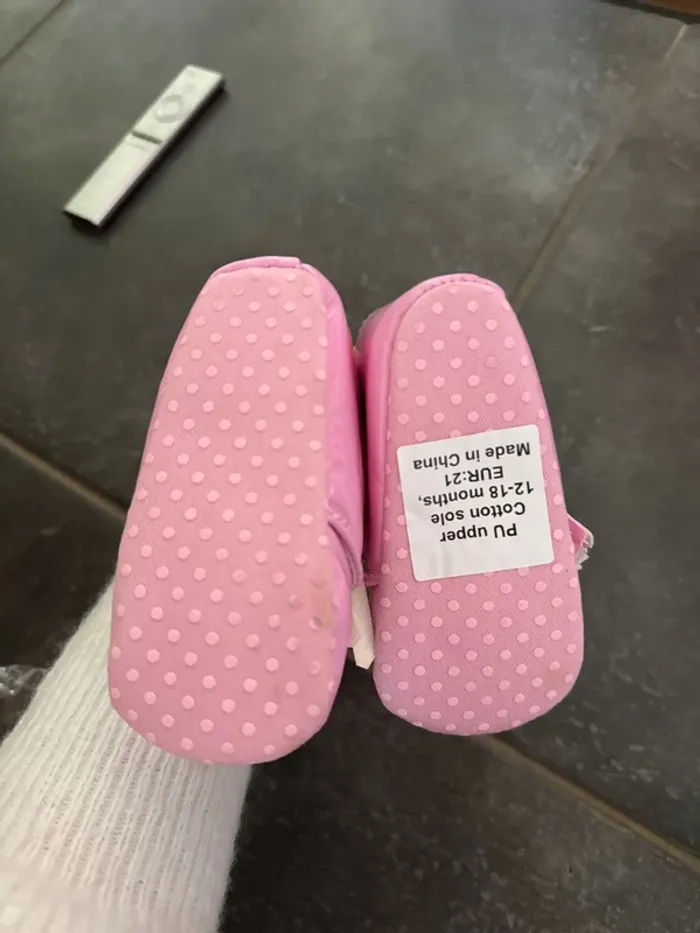 PU upper
Cotton sole
12-18 months,
EUR:21
Made in China